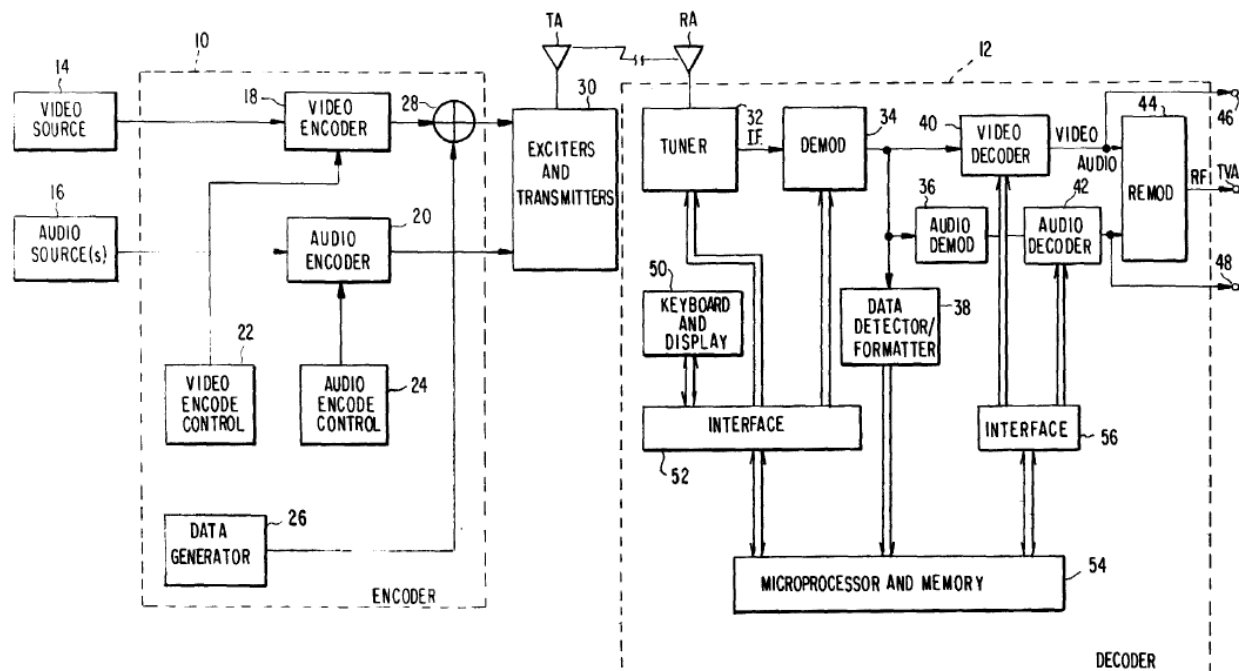 TA
RA
10
12
14
VIDEO
SOURCE
18
VIDEO
ENCODER
28
30
EXCITERS
AND
TRANSMITTERS
16
AUDIO
SOURCE(s)
20
AUDIO
ENCODER
22
VIDEO
ENCODE
CONTROL
AUDIO
ENCODE
CONTROL
24
DATA
GENERATOR
26
ENCODER
TUNER
32
I.F.
DEMOD
34
40
VIDEO
DECODER
VIDEO
AUDIO
44
REMOD
46
RF
TVA
36
AUDIO
DEMOD
42
AUDIO
DECODER
48
50
KEYBOARD
AND
DISPLAY
DATA
DETECTOR/
FORMATTER
38
INTERFACE
52
INTERFACE
56
MICROPROCESSOR AND MEMORY
54
DECODER